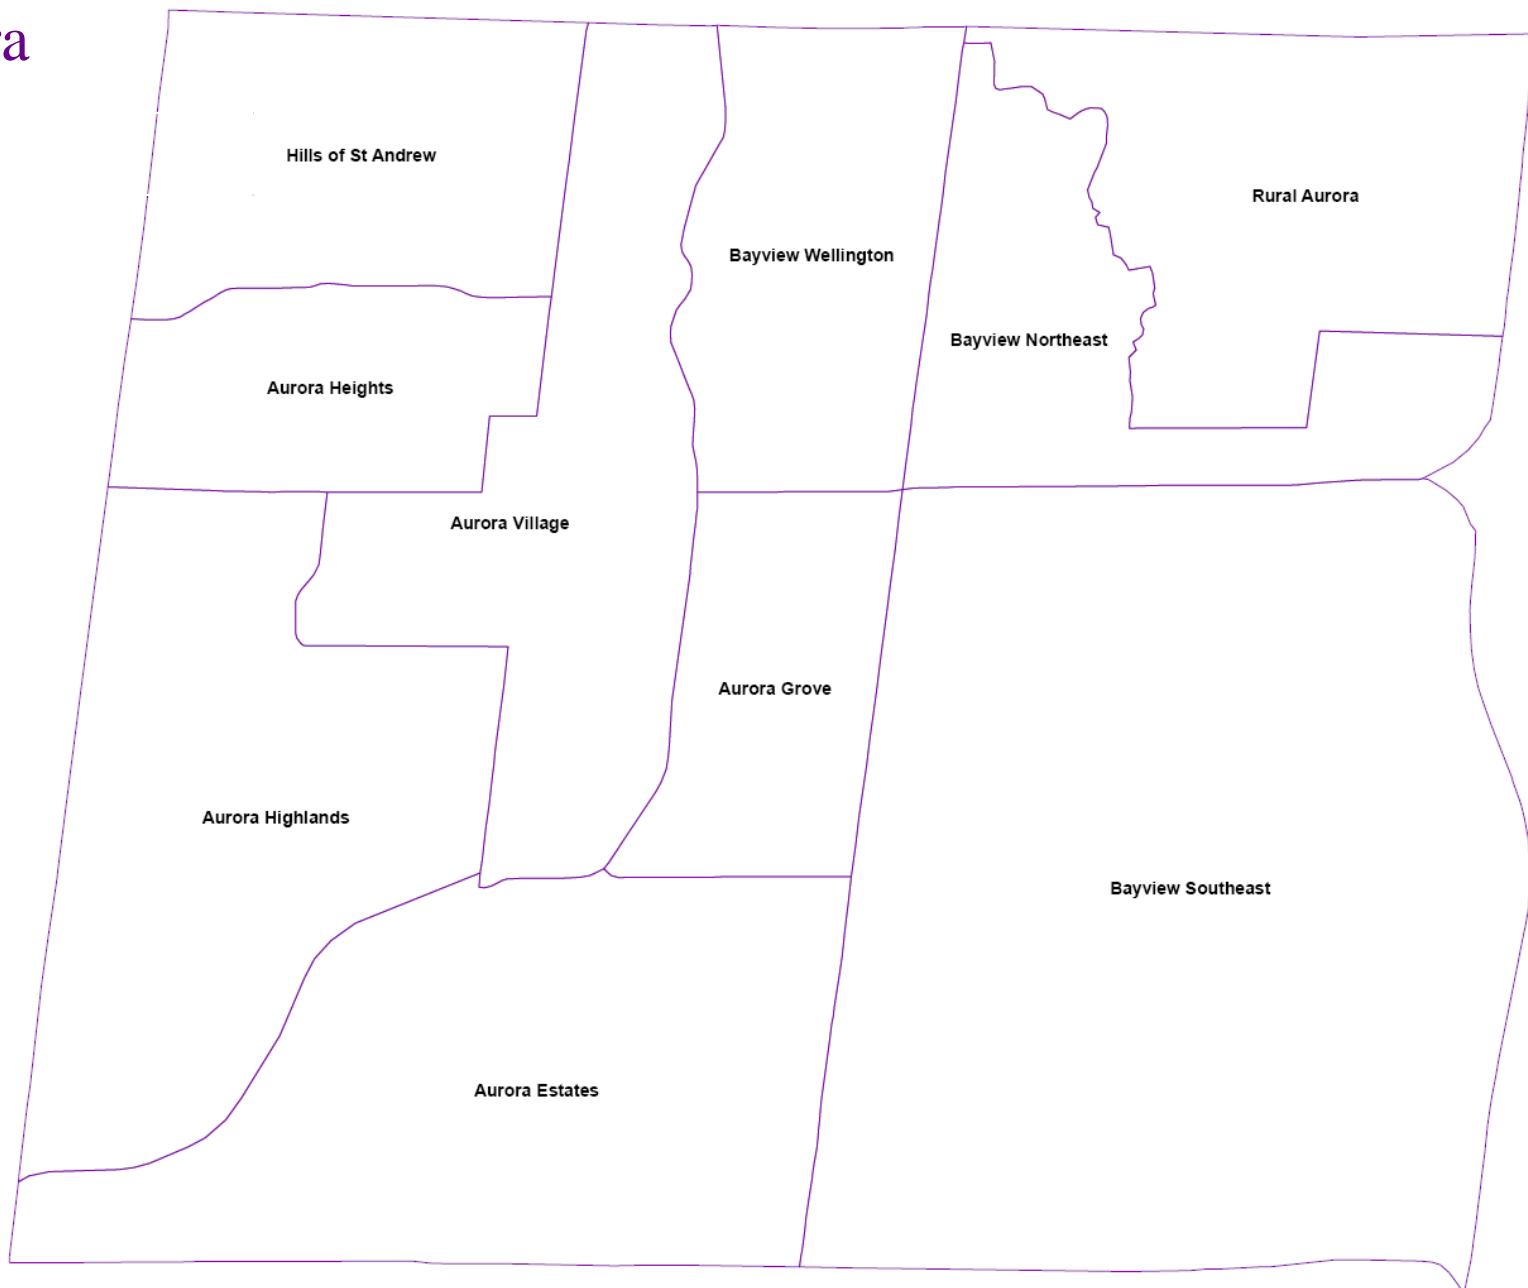 ra
Hills of St Andrew
Rural Aurora
Bayview Wellington
Bayview Northeast
Aurora Heights
Aurora Village
Aurora Grove
Aurora Highlands
Bayview Southeast
Aurora Estates